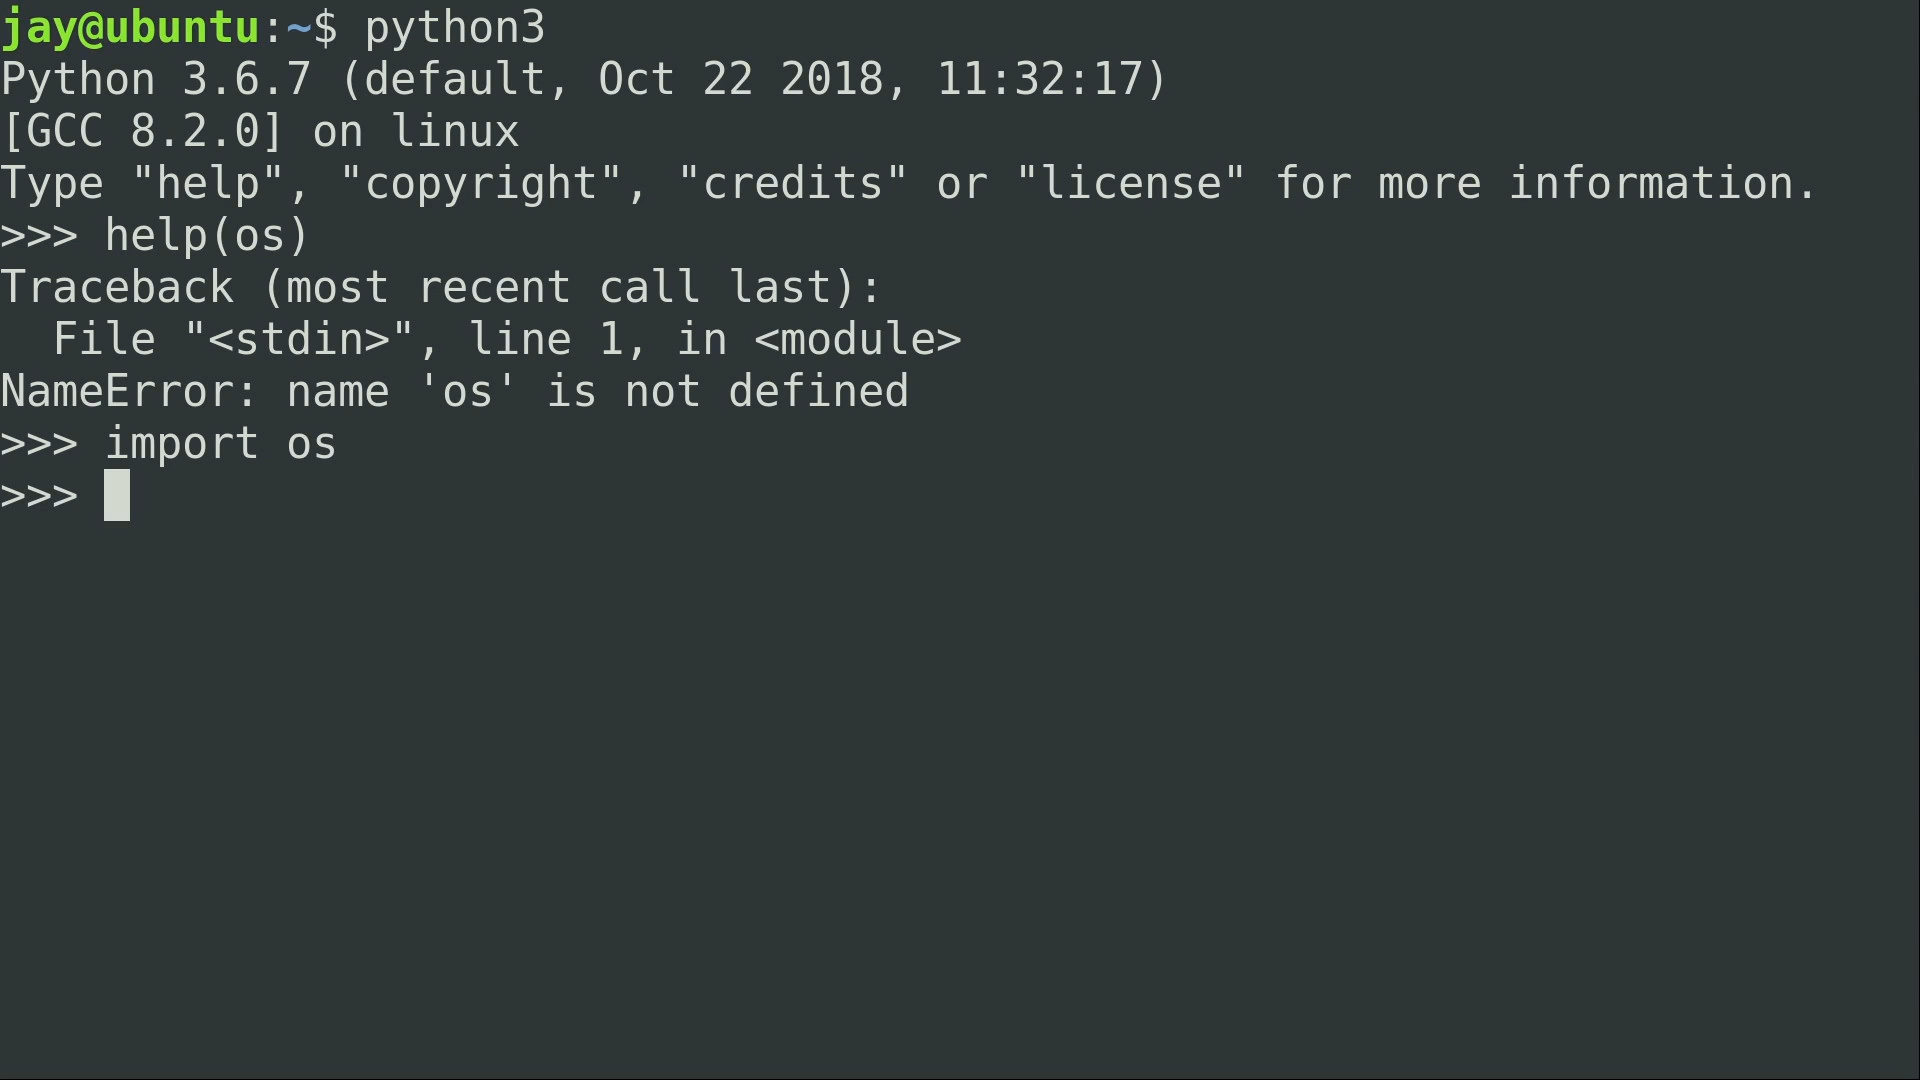 jay@ubuntu:~$ python3
Python 3.6.7 (default, Oct 22 2018, 11:32:17)
[GCC 8.2.0] on linux
Type "help", "copyright", "credits" or "license" for more information.
>>> help(os)
Traceback (most recent call last):
  File "<stdin>", line 1, in <module>
NameError: name 'os' is not defined
>>> import os
>>>